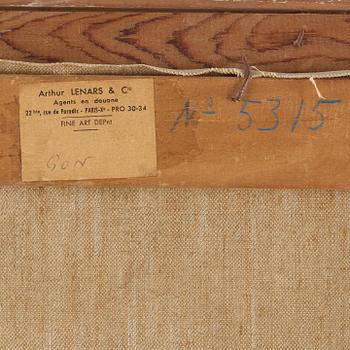 Arthur LENARS & Cie
Agents en douane
22 bis, rue de Paradis - PARIS-Xe - PRO 30-34
FINE ART DEPnt
GON
No 5315